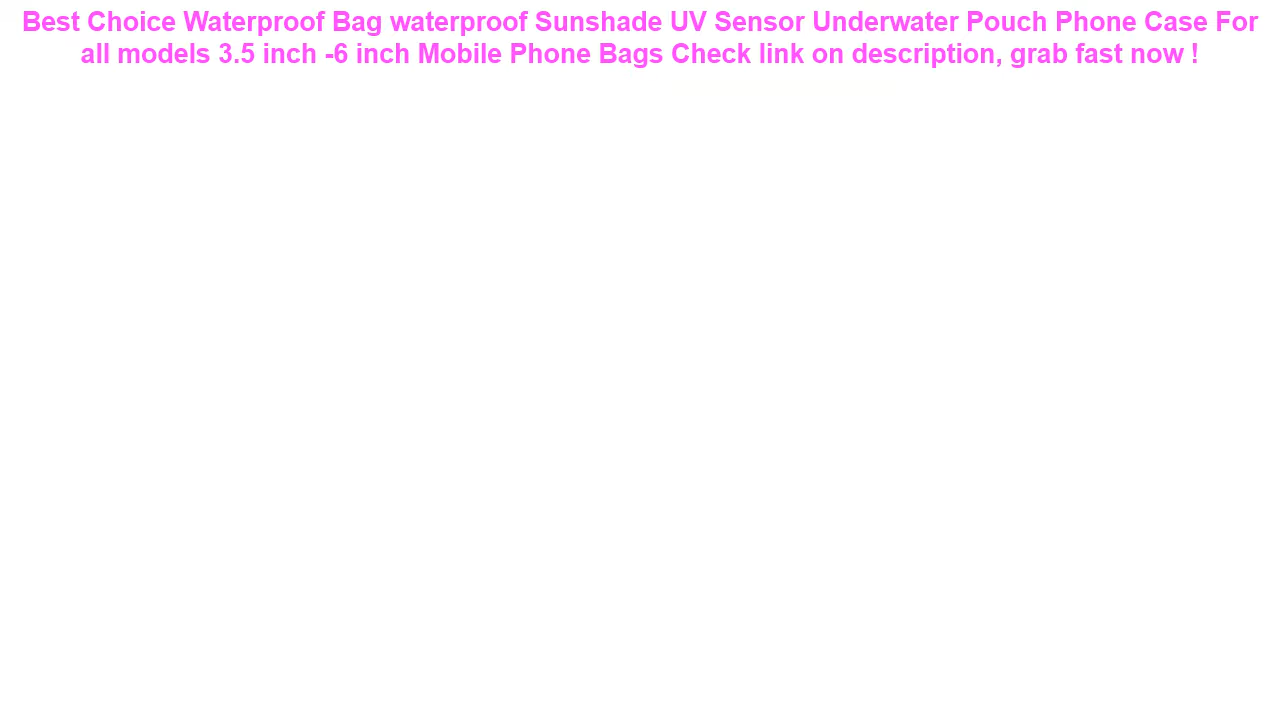 Best Choice Waterproof Bag waterproof Sunshade UV Sensor Underwater Pouch Phone Case For
all models 3.5 inch -6 inch Mobile Phone Bags Check link on description, grab fast now !